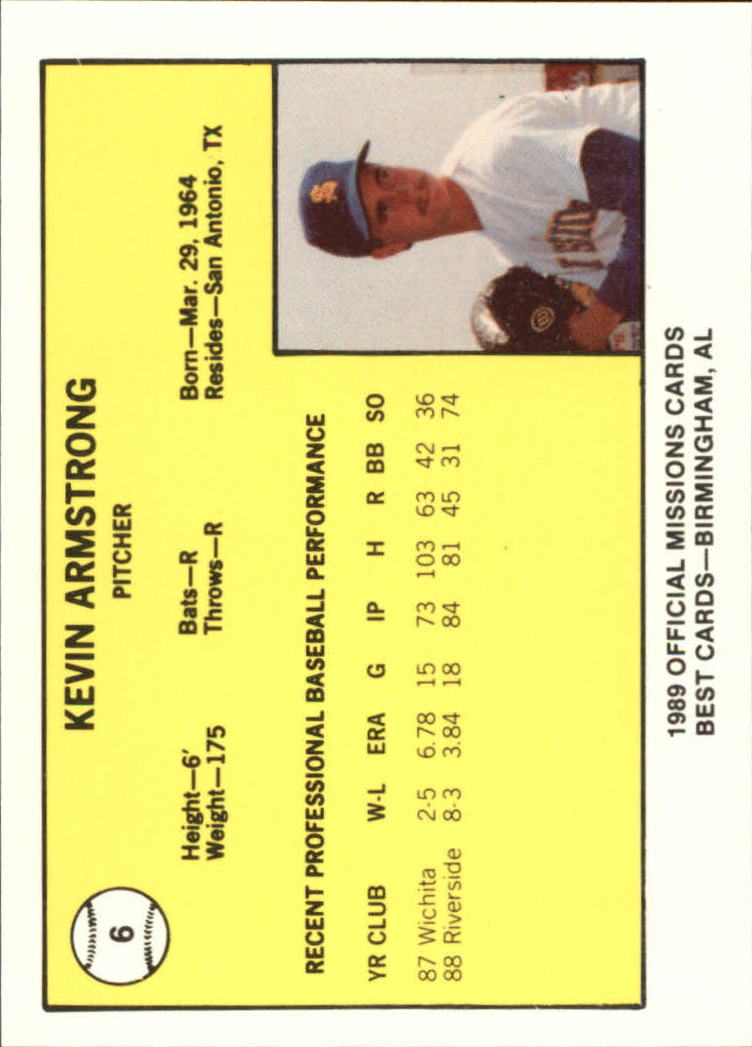 6
KEVIN ARMSTRONG
PITCHER
Height—6' Bats—R Born—Mar. 29, 1964
Weight—175 Throws—R Resides—San Antonio, TX
RECENT PROFESSIONAL BASEBALL PERFORMANCE
YR CLUB W-L ERA G IP H R BB SO
87 Wichita 2-5 6.78 15 73 103 63 42 36
88 Riverside 8-3 3.84 18 84 81 45 31 74
1989 OFFICIAL MISSIONS CARDS
BEST CARDS—BIRMINGHAM, AL